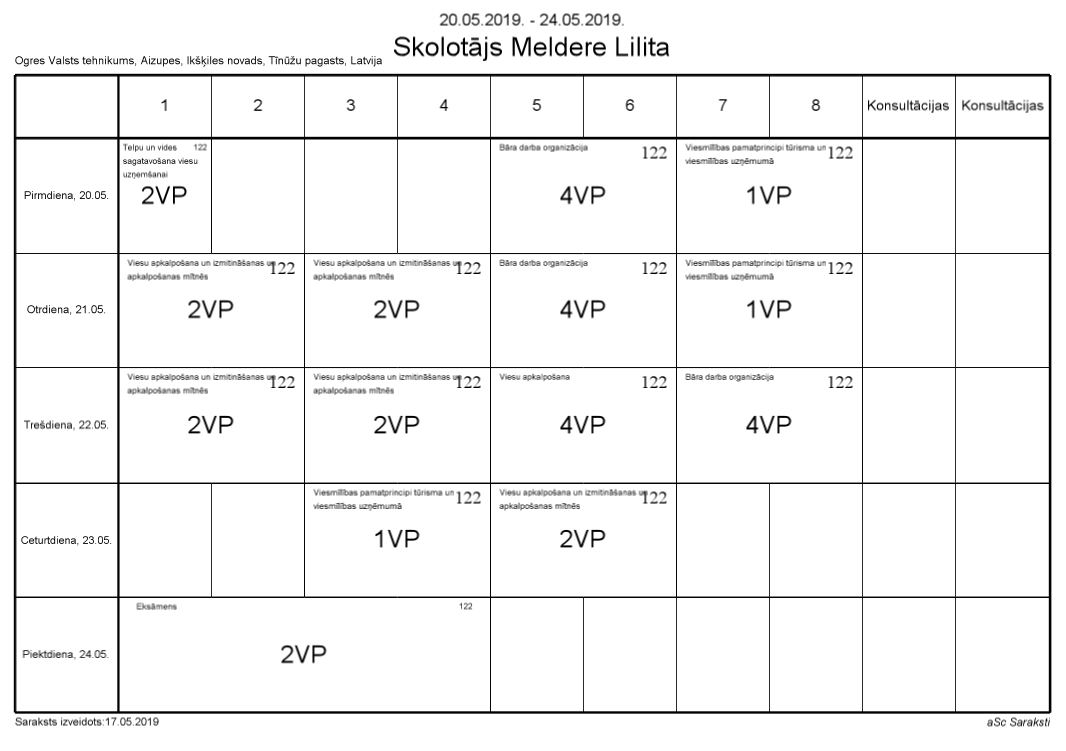 20.05.2019. - 24.05.2019.
Skolotājs Meldere Lilita
Ogres Valsts tehnikums, Aizupes, Ikšķiles novads, Tīnūžu pagasts, Latvija
1 2 3 4 5 6 7 8 Konsultācijas Konsultācijas
Pirmdiena, 20.05.
Telpu un vides 122
sagatavošana viesu
uzņemšanai
2VP
Bāra darba organizācija 122
4VP
Viesmīlības pamatprincipi tūrisma un 122
viesmīlības uzņēmumā
1VP
Otrdiena, 21.05.
Viesu apkalpošana un izmitināšanas un 122
apkalpošanas mītnēs
2VP
Viesu apkalpošana un izmitināšanas un 122
apkalpošanas mītnēs
2VP
Bāra darba organizācija 122
4VP
Viesmīlības pamatprincipi tūrisma un 122
viesmīlības uzņēmumā
1VP
Trešdiena, 22.05.
Viesu apkalpošana un izmitināšanas un 122
apkalpošanas mītnēs
2VP
Viesu apkalpošana un izmitināšanas un 122
apkalpošanas mītnēs
2VP
Viesu apkalpošana 122
4VP
Bāra darba organizācija 122
4VP
Ceturtdiena, 23.05.
Viesmīlības pamatprincipi tūrisma un 122
viesmīlības uzņēmumā
1VP
Viesu apkalpošana un izmitināšanas un 122
apkalpošanas mītnēs
2VP
Piektdiena, 24.05.
Eksāmens 122
2VP
Saraksts izveidots:17.05.2019
aSc Saraksti